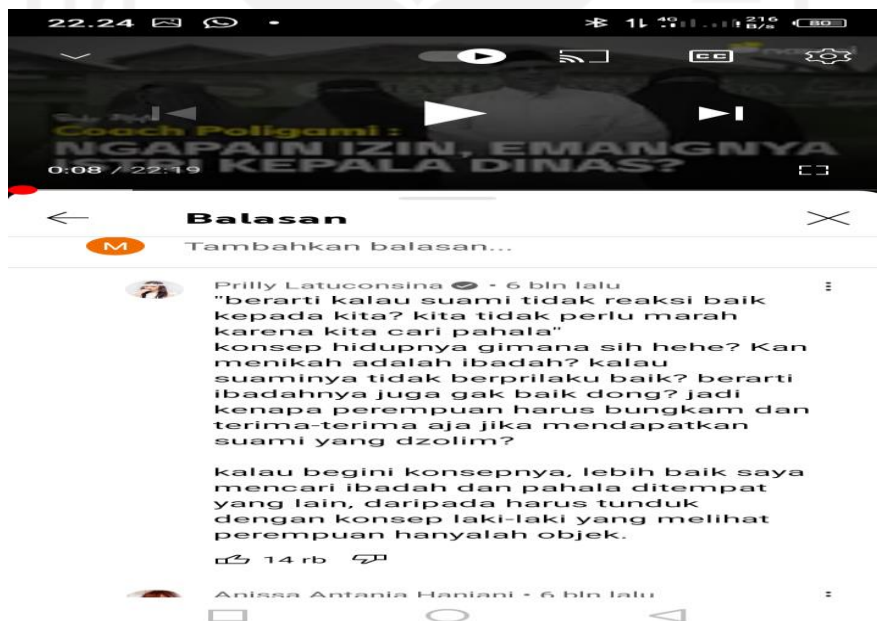 22.24
4G
216
B/s
80
CC
Coach Poligami :
NGAPAIN IZIN, EMANGNYA
KEPALA DINAS?
0:08 / 22:19
Balasan
M
Tambahkan balasan...
Prilly Latuconsina • 6 bln lalu
"berarti kalau suami tidak reaksi baik
kepada kita? kita tidak perlu marah
karena kita cari pahala"
konsep hidupnya gimana sih hehe? Kan
menikah adalah ibadah? kalau
suaminya tidak berprilaku baik? berarti
ibadahnya juga gak baik dong? jadi
kenapa perempuan harus bungkam dan
terima-terima aja jika mendapatkan
suami yang dzolim?
kalau begini konsepnya, lebih baik saya
mencari ibadah dan pahala ditempat
yang lain, daripada harus tunduk
dengan konsep laki-laki yang melihat
perempuan hanyalah objek.
14 rb
Anissa Antania Haniani • 6 bln lalu